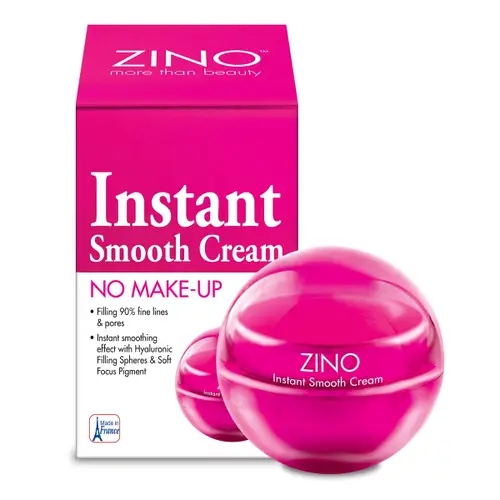 ZINO™
more than beauty
Instant
Smooth Cream
NO MAKE-UP
• Filling 90% fine lines
& pores
• Instant smoothing
effect with Hyaluronic
Filling Spheres & Soft
Focus Pigment
Made in
France
ZINO
Instant Smooth Cream